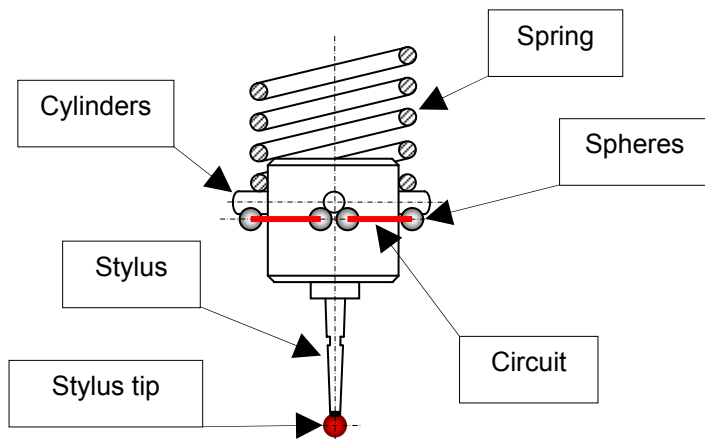 Spring
Cylinders
Spheres
Stylus
Circuit
Stylus tip